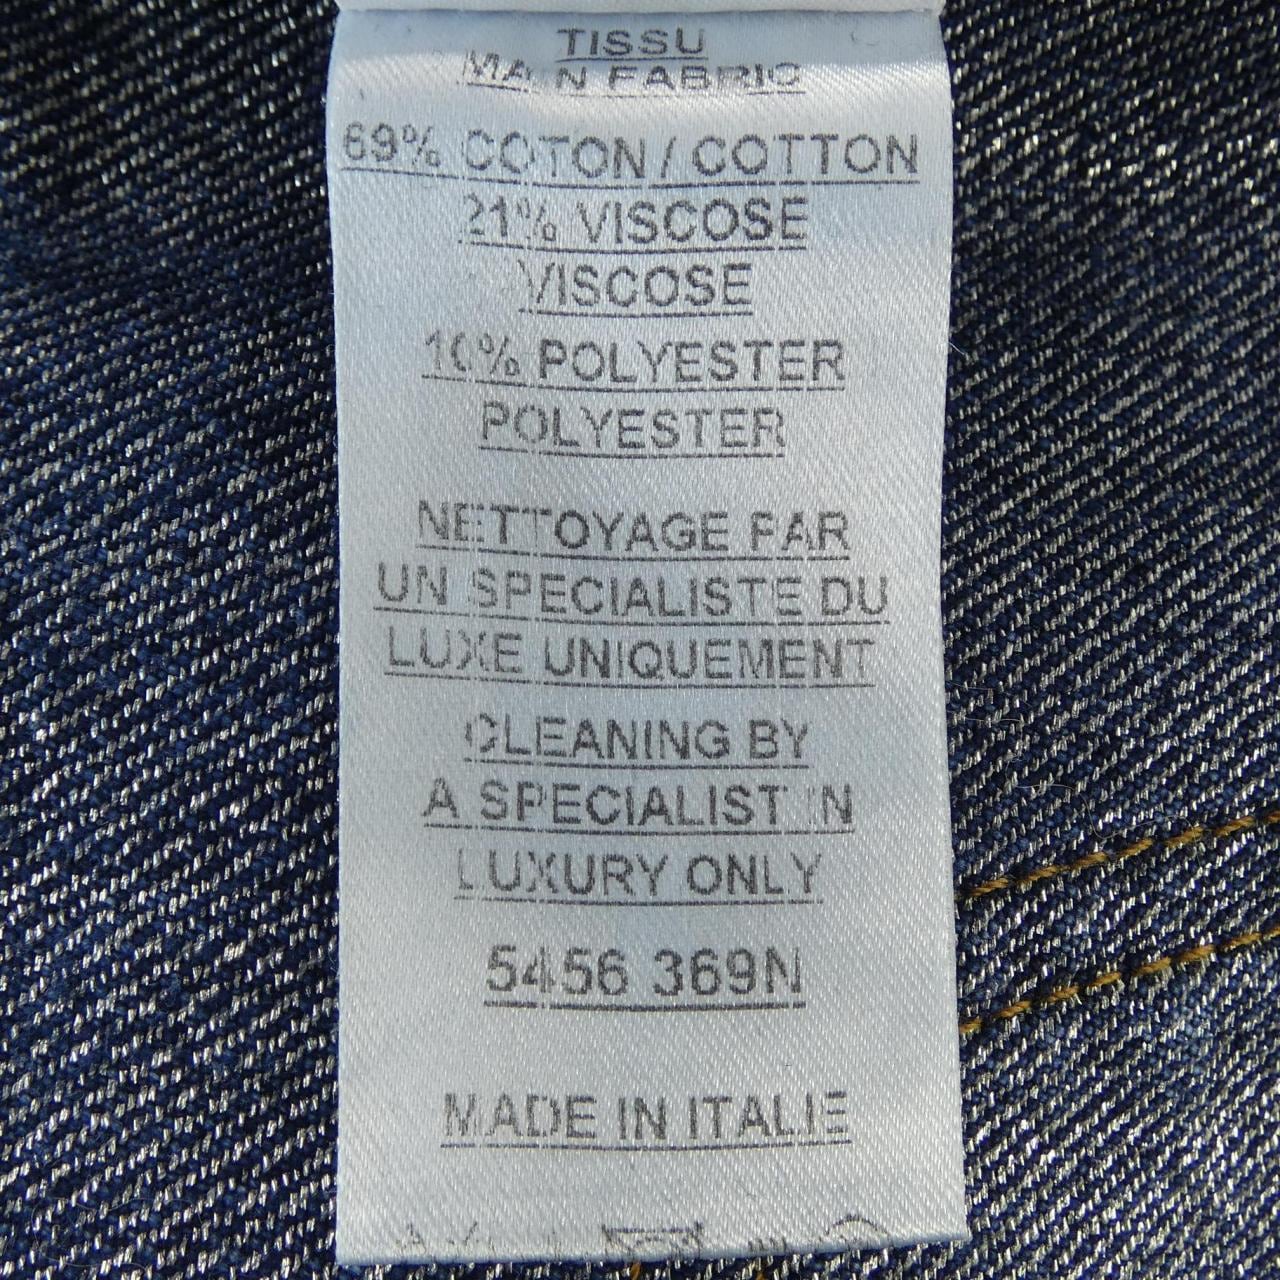 TISSU
MAIN FABRIC
69% COTON / COTTON
21% VISCOSE
VISCOSE
10% POLYESTER
POLYESTER
NETTOYAGE PAR
UN SPECIALISTE DU
LUXE UNIQUEMENT
CLEANING BY
A SPECIALIST IN
LUXURY ONLY
5456 369N
MADE IN ITALIE